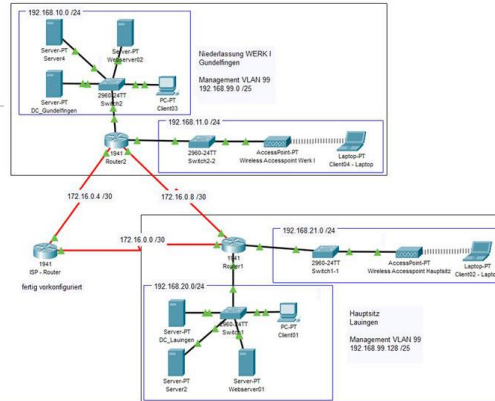 192.168.10.0 /24
Server-PT
Server4
Server-PT
Webserver02
Server-PT
DC_Gundelfingen
2960-24TT
Switch2
PC-PT
Client03
Niederlassung WERK I
Gundelfingen
Management VLAN 99
192.168.99.0 /25
192.168.11.0 /24
1941
Router2
2960-24TT
Switch2-2
AccessPoint-PT
Wireless Accesspoint Werk I
Laptop-PT
Client04 - Laptop
172.16.0.4 /30
172.16.0.8 /30
172.16.0.0 /30
1941
ISP - Router
fertig vorkonfiguriert
1941
Router1
192.168.21.0 /24
2960-24TT
Switch1-1
AccessPoint-PT
Wireless Accesspoint Hauptsitz
Laptop-PT
Client02 - Lapto
192.168.20.0/24
Server-PT
DC_Lauingen
2960-24TT
Switch1
PC-PT
Client01
Server-PT
Server2
Server-PT
Webserver01
Hauptsitz
Lauingen
Management VLAN 99
192.168.99.128 /25